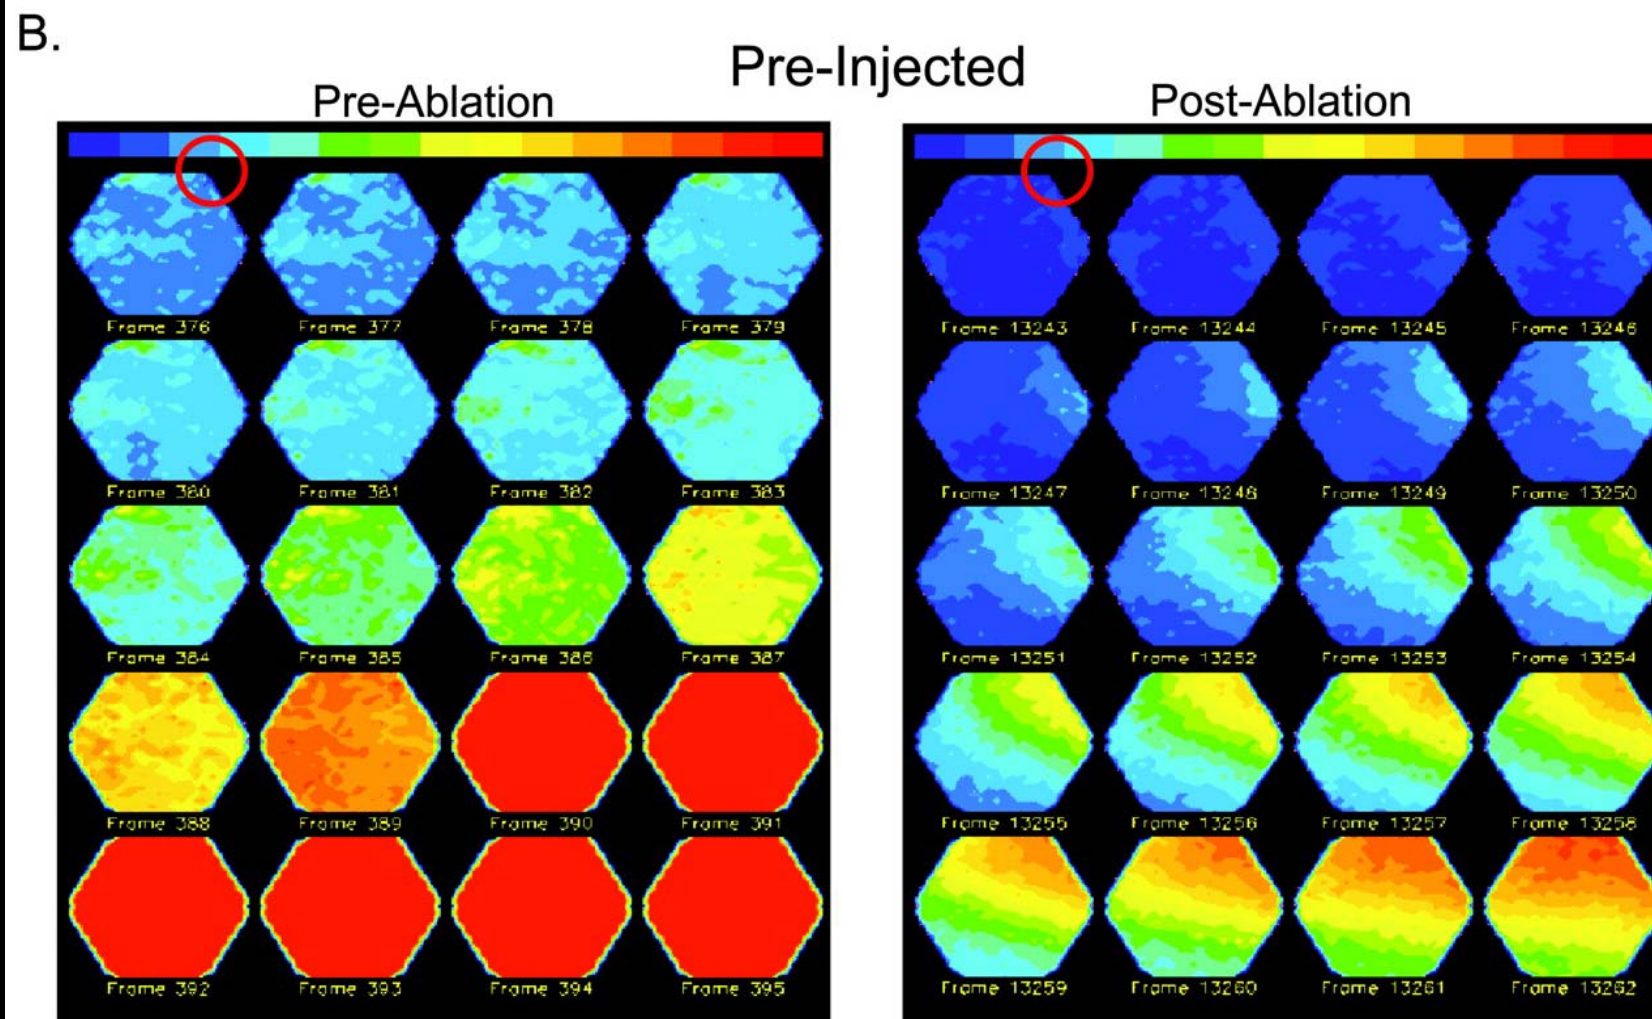 B.
Pre-Injected
Pre-Ablation
Post-Ablation
Frame 376
Frame 377
Frame 378
Frame 379
Frame 380
Frame 381
Frame 382
Frame 383
Frame 384
Frame 385
Frame 386
Frame 387
Frame 388
Frame 389
Frame 390
Frame 391
Frame 392
Frame 393
Frame 394
Frame 395
Frame 13243
Frame 13244
Frame 13245
Frame 13246
Frame 13247
Frame 13248
Frame 13249
Frame 13250
Frame 13251
Frame 13252
Frame 13253
Frame 13254
Frame 13255
Frame 13256
Frame 13257
Frame 13258
Frame 13259
Frame 13260
Frame 13261
Frame 13262